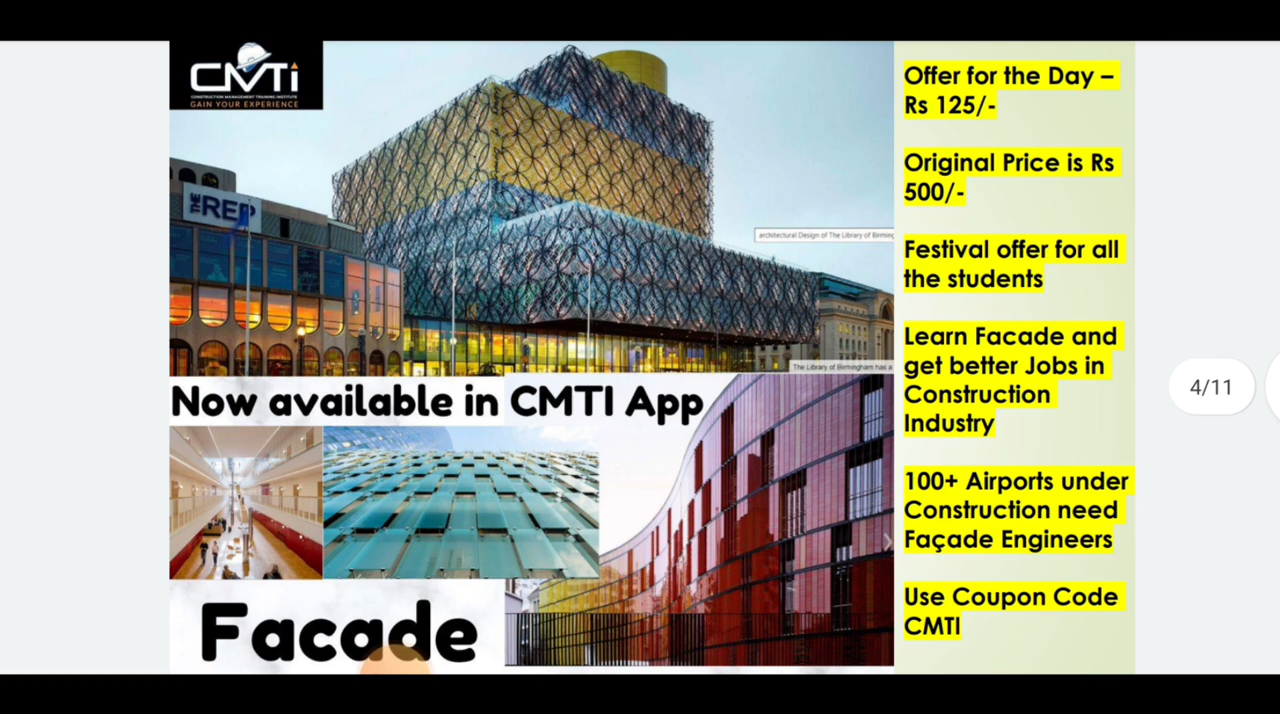 CMTi
CONSTRUCTION MANAGEMENT TRAINING INSTITUTE
GAIN YOUR EXPERIENCE
THE REP
architectural Design of The Library of Birming
The Library of Birmingham has a
Now available in CMTI App
Facade
Offer for the Day –
Rs 125/-
Original Price is Rs
500/-
Festival offer for all
the students
Learn Facade and
get better Jobs in
Construction
Industry
100+ Airports under
Construction need
Façade Engineers
Use Coupon Code
CMTI
4/11